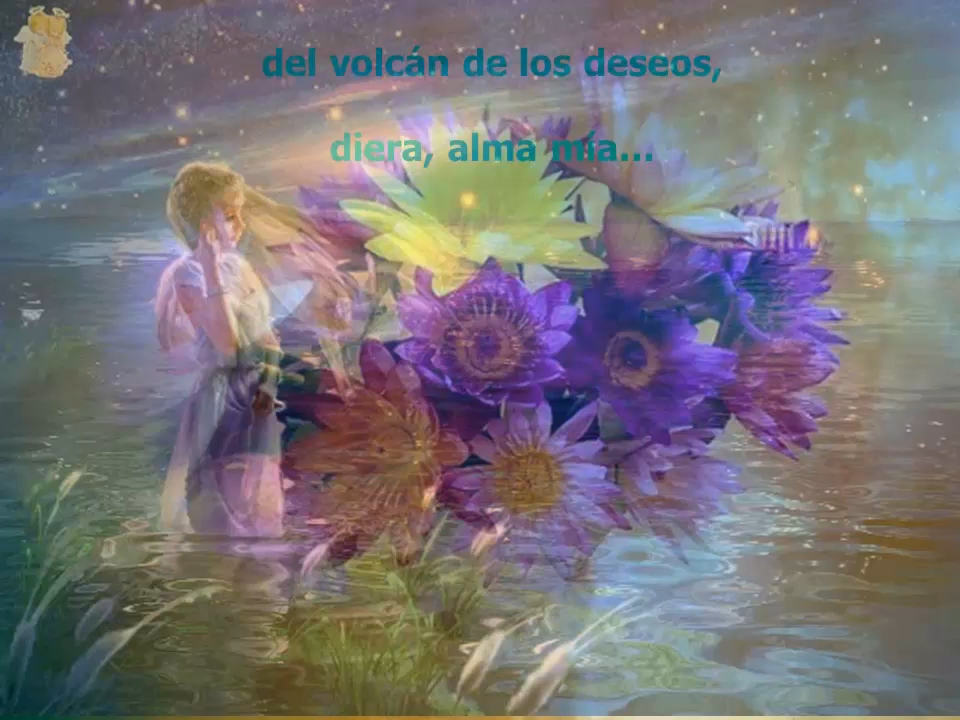 del volcán de los deseos,
diera, alma mía...